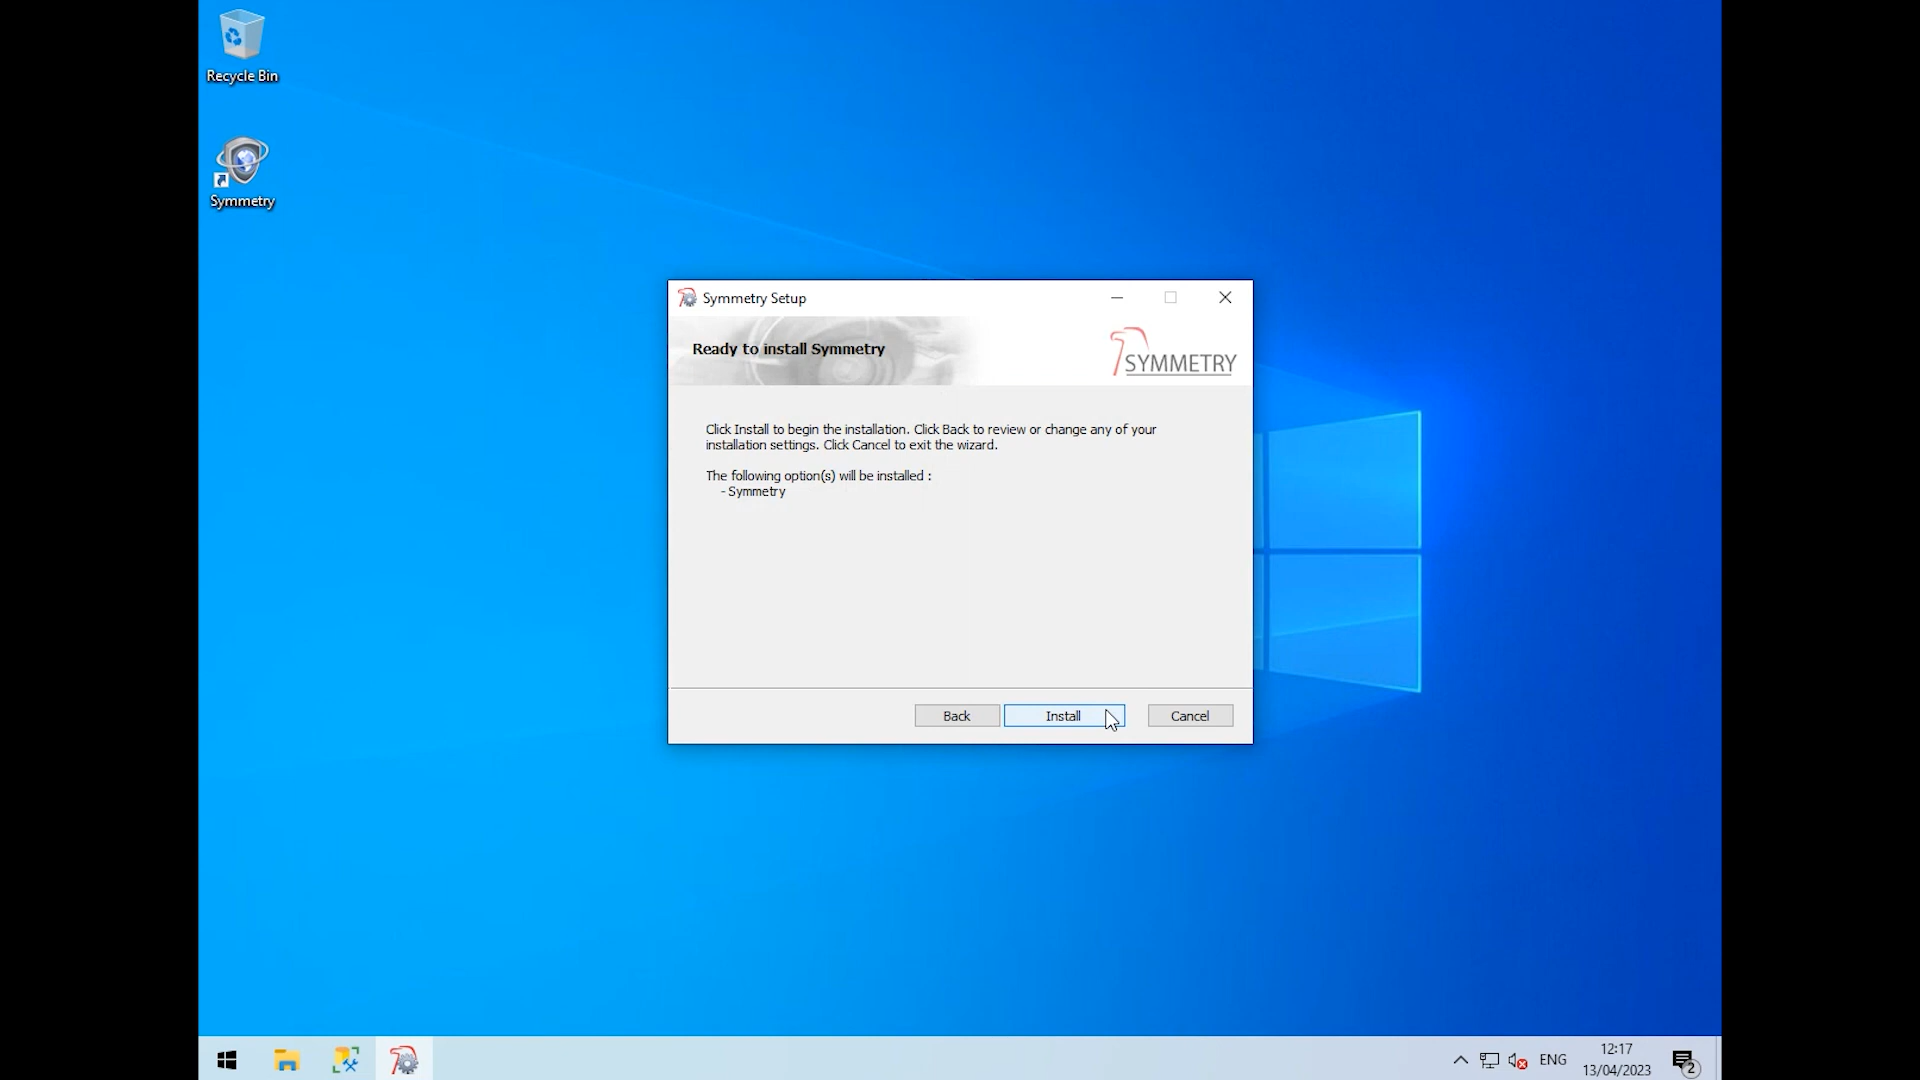 Recycle Bin
Symmetry
Symmetry Setup
Ready to install Symmetry
SYMMETRY
Click Install to begin the installation. Click Back to review or change any of your
installation settings. Click Cancel to exit the wizard.
The following option(s) will be installed :
- Symmetry
Back
Install
Cancel
ENG
12:17
13/04/2023
2